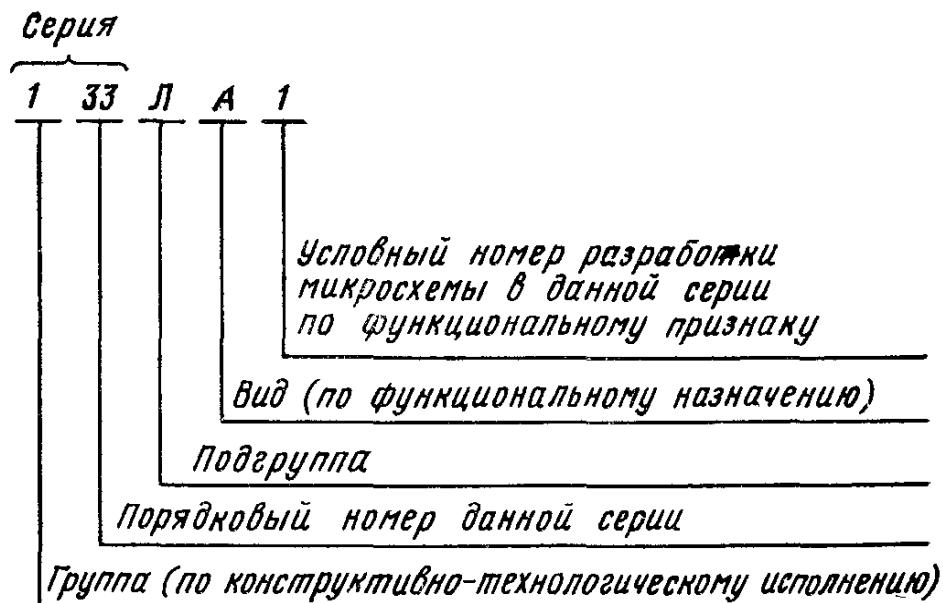 Серия
1 33 Л А 1
Условный номер разработки
микросхемы в данной серии
по функциональному признаку
Вид (по функциональному назначению)
Подгруппа
Порядковый номер данной серии
Группа (по конструктивно-технологическому исполнению)